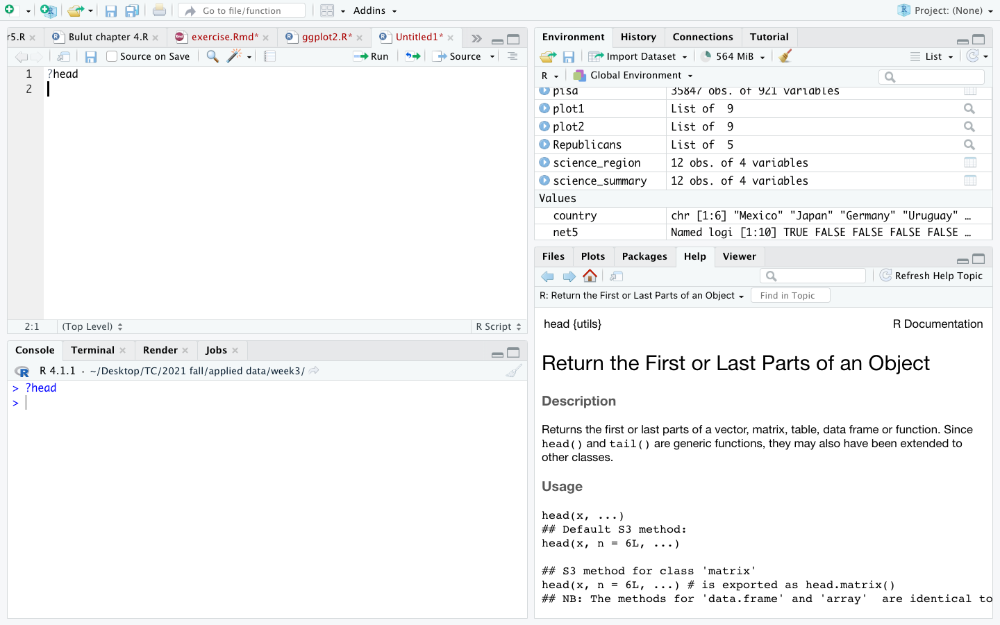 Go to file/function
Addins
Project: (None)
r5.R
Bulut chapter 4.R
exercise.Rmd*
ggplot2.R*
Untitled1*
Source on Save
Run
Source
1 ?head
2
2:1
(Top Level)
R Script
Console
Terminal
Render
Jobs
R 4.1.1 · ~/Desktop/TC/2021 fall/applied data/week3/
> ?head
>
Environment
History
Connections
Tutorial
Import Dataset
564 MiB
List
R
Global Environment
pisa 35847 obs. of 921 variables
plot1 List of 9
plot2 List of 9
Republicans List of 5
science_region 12 obs. of 4 variables
science_summary 12 obs. of 4 variables
Values
country chr [1:6] "Mexico" "Japan" "Germany" "Uruguay" …
net5 Named logi [1:10] TRUE FALSE FALSE FALSE FALSE …
Files
Plots
Packages
Help
Viewer
Refresh Help Topic
R: Return the First or Last Parts of an Object
Find in Topic
head {utils}
R Documentation
Return the First or Last Parts of an Object
Description
Returns the first or last parts of a vector, matrix, table, data frame or function. Since
head() and tail() are generic functions, they may also have been extended to
other classes.
Usage
head(x, ...)
## Default S3 method:
head(x, n = 6L, ...)
## S3 method for class 'matrix'
head(x, n = 6L, ...) # is exported as head.matrix()
## NB: The methods for 'data.frame' and 'array'  are identical to